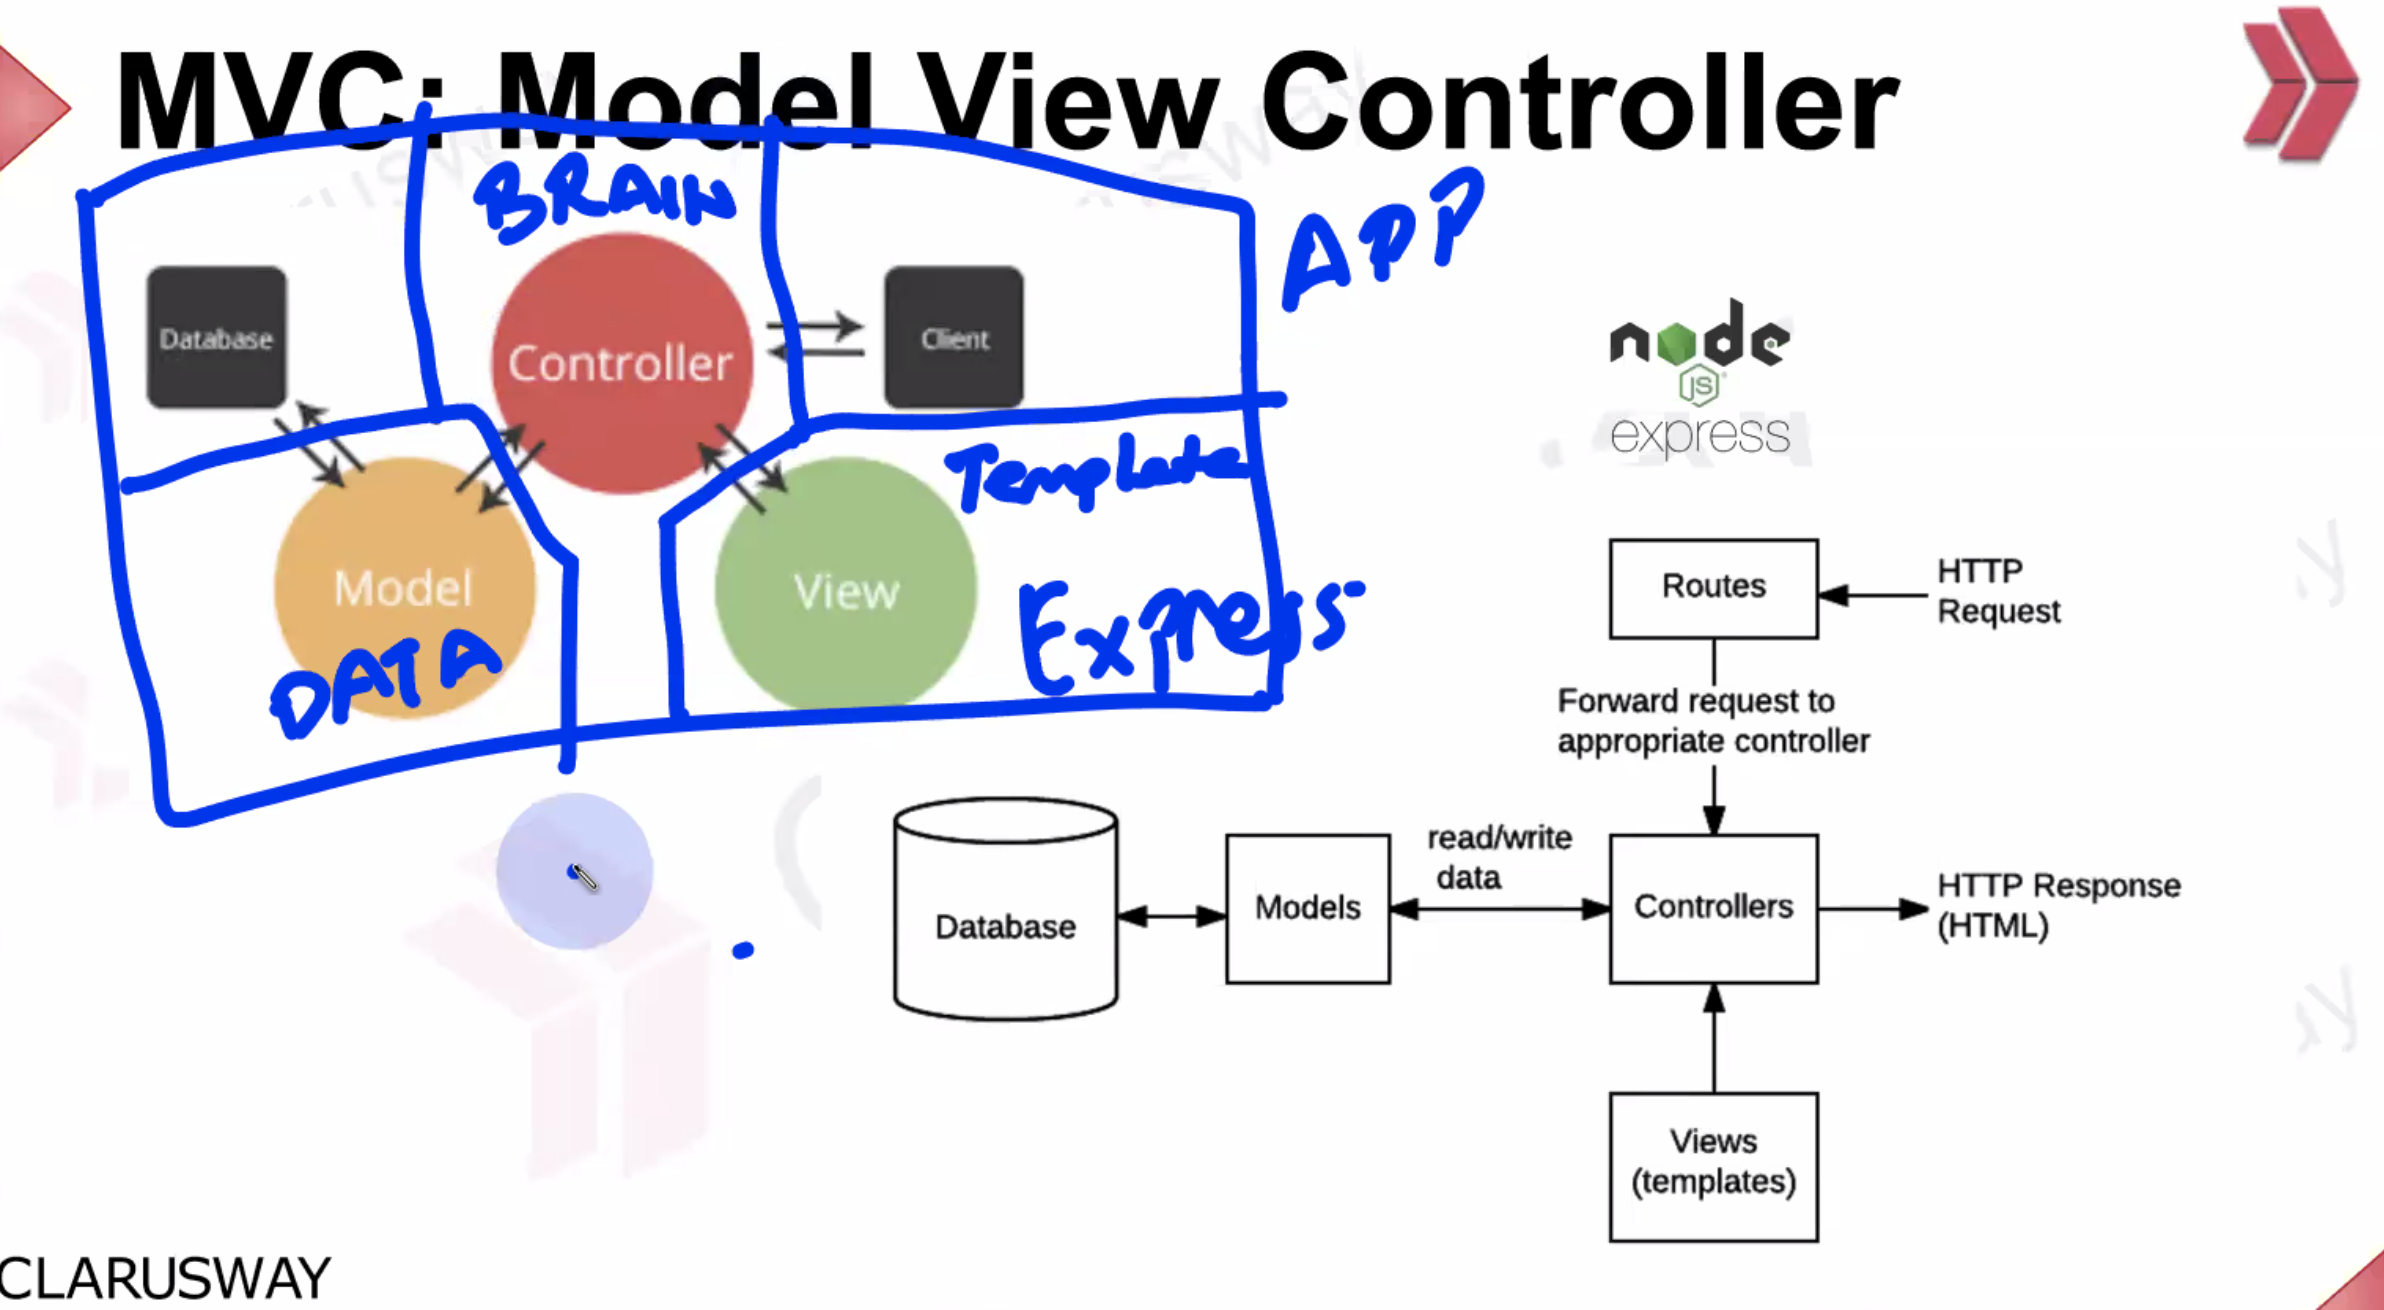 MVC: Model View Controller
BRAIN
APP
Database
Controller
Client
Template
Model
DATA
View
Express
node
JS
express
Routes
HTTP
Request
Forward request to
appropriate controller
Database
Models
read/write
data
Controllers
HTTP Response
(HTML)
Views
(templates)
CLARUSWAY